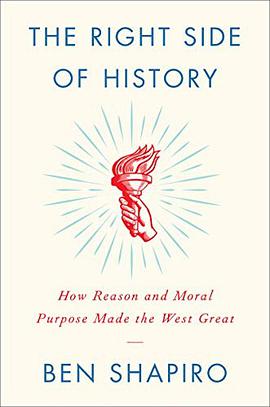 THE RIGHT SIDE
OF HISTORY
How Reason and Moral
Purpose Made the West Great
BEN SHAPIRO